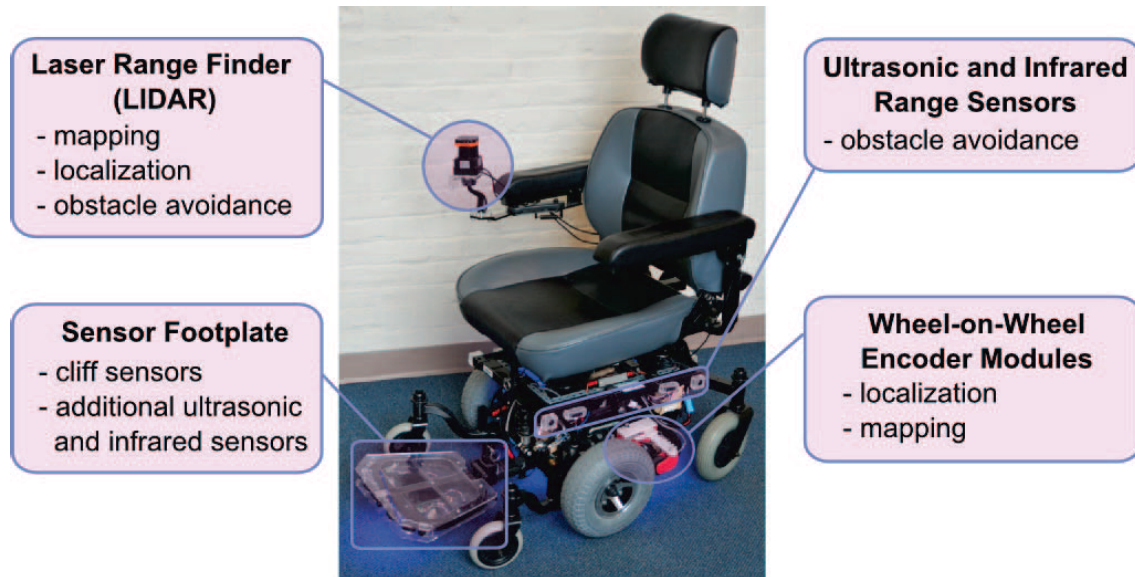 Laser Range Finder
(LIDAR)
- mapping
- localization
- obstacle avoidance
Sensor Footplate
- cliff sensors
- additional ultrasonic
and infrared sensors
Ultrasonic and Infrared
Range Sensors
- obstacle avoidance
Wheel-on-Wheel
Encoder Modules
- localization
- mapping